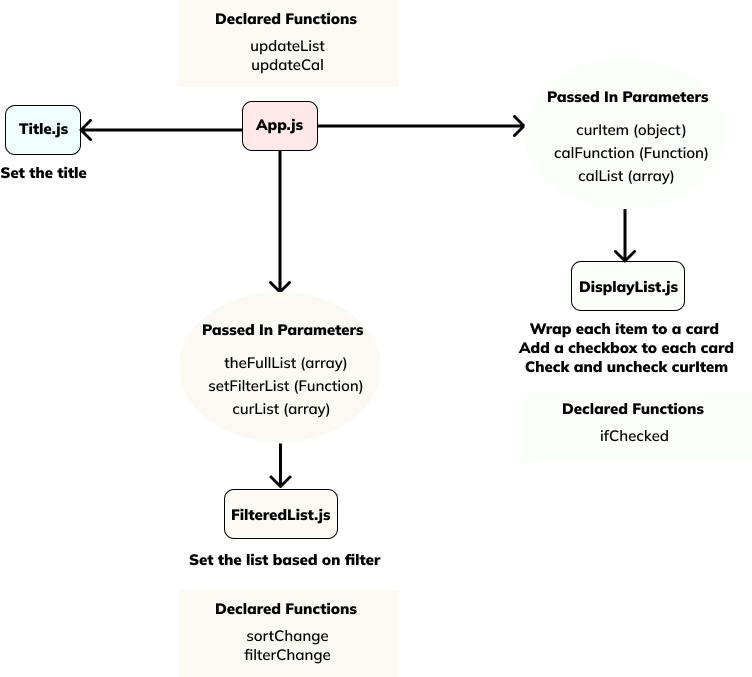 Declared Functions
updateList
updateCal
Title.js
Set the title
App.js
Passed In Parameters
curItem (object)
calFunction (Function)
calList (array)
DisplayList.js
Wrap each item to a card
Add a checkbox to each card
Check and uncheck curItem
Declared Functions
ifChecked
Passed In Parameters
theFullList (array)
setFilterList (Function)
curList (array)
FilteredList.js
Set the list based on filter
Declared Functions
sortChange
filterChange